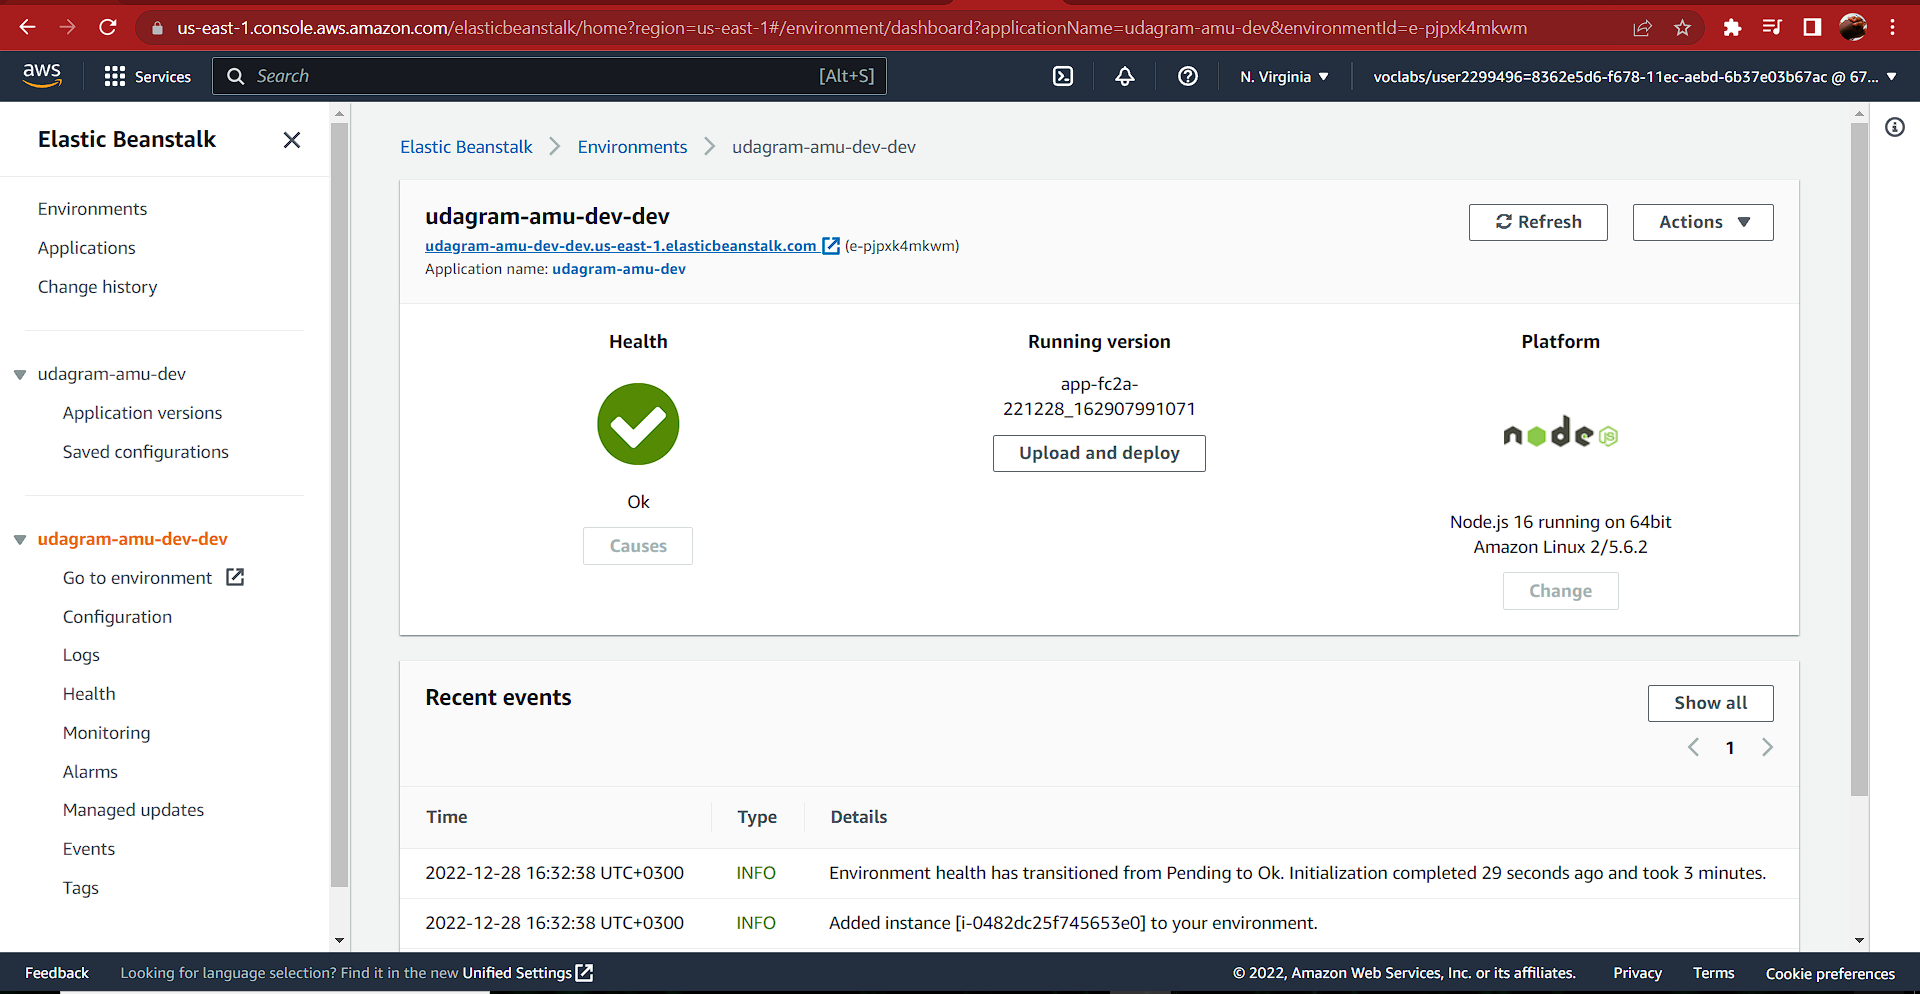 us-east-1.console.aws.amazon.com/elasticbeanstalk/home?region=us-east-1#/environment/dashboard?applicationName=udagram-amu-dev&environmentId=e-pjpxk4mkwm
aws
Services
Search
[Alt+S]
N. Virginia
voclabs/user2299496=8362e5d6-f678-11ec-aebd-6b37e03b67ac @ 67...
Elastic Beanstalk
Environments
Applications
Change history
udagram-amu-dev
Application versions
Saved configurations
udagram-amu-dev-dev
Go to environment
Configuration
Logs
Health
Monitoring
Alarms
Managed updates
Events
Tags
Elastic Beanstalk
Environments
udagram-amu-dev-dev
udagram-amu-dev-dev
udagram-amu-dev-dev.us-east-1.elasticbeanstalk.com (e-pjpxk4mkwm)
Application name: udagram-amu-dev
Refresh
Actions
Health
Ok
Causes
Running version
app-fc2a-
221228_162907991071
Upload and deploy
Platform
node
JS
Node.js 16 running on 64bit
Amazon Linux 2/5.6.2
Change
Recent events
Show all
1
Time Type Details
2022-12-28 16:32:38 UTC+0300 INFO Environment health has transitioned from Pending to Ok. Initialization completed 29 seconds ago and took 3 minutes.
2022-12-28 16:32:38 UTC+0300 INFO Added instance [i-0482dc25f745653e0] to your environment.
Feedback
Looking for language selection? Find it in the new Unified Settings
© 2022, Amazon Web Services, Inc. or its affiliates.
Privacy
Terms
Cookie preferences